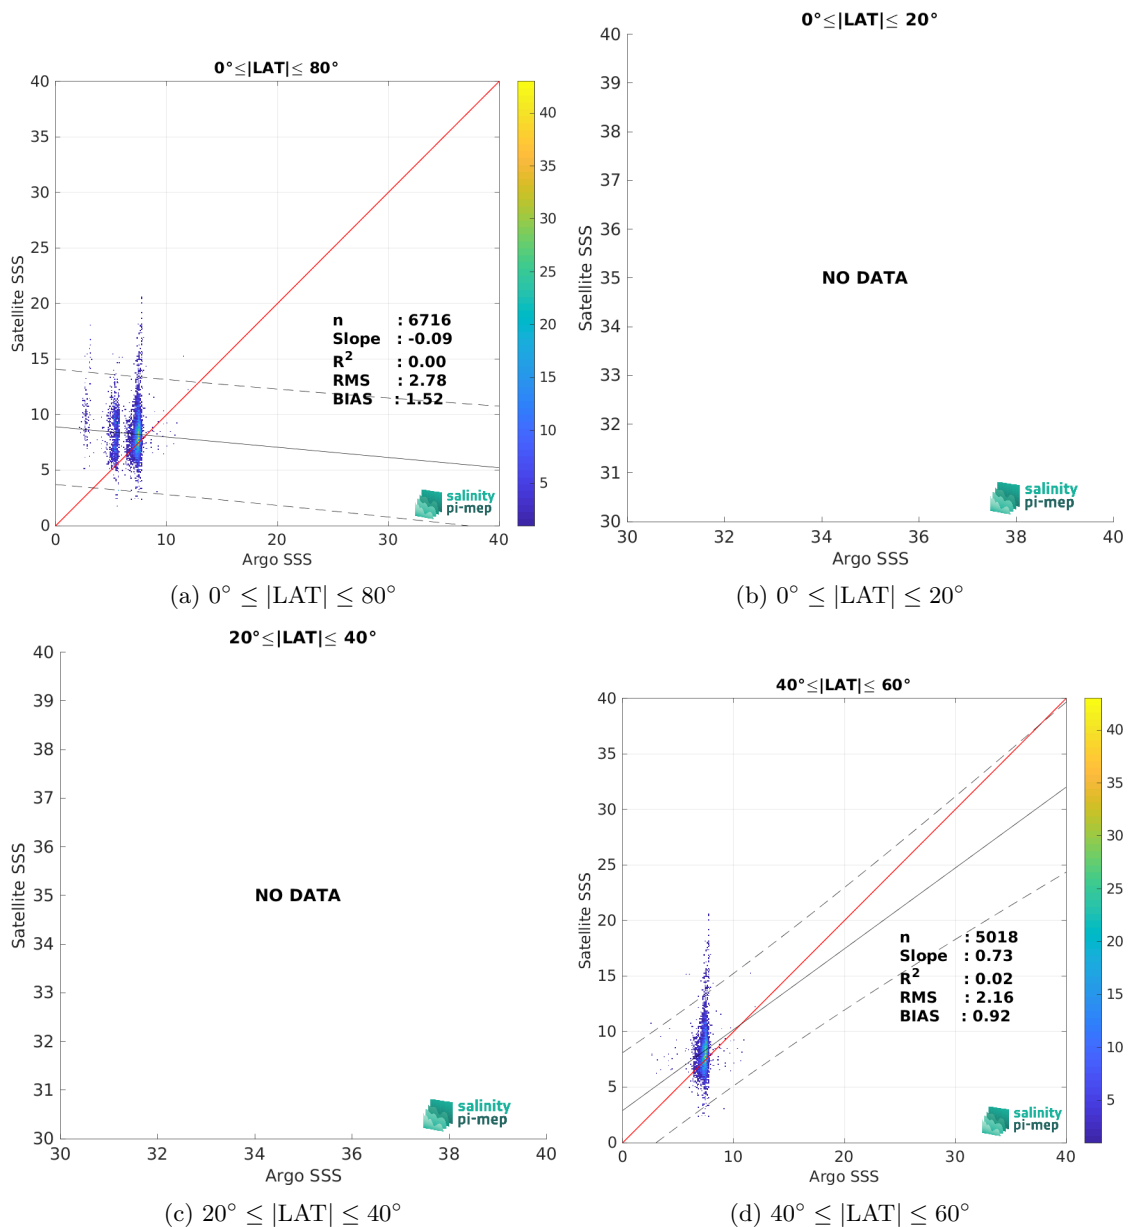 0°≤|LAT|≤ 80°
40
35
30
25
20
15
10
5
0
0
10
20
30
40
Satellite SSS
Argo SSS
n : 6716
Slope : -0.09
R² : 0.00
RMS : 2.78
BIAS : 1.52
40
35
30
25
20
15
10
5
salinity
pi-mep
(a) 0° ≤ |LAT| ≤ 80°
0°≤|LAT|≤ 20°
40
39
38
37
36
35
34
33
32
31
30
30
32
34
36
38
40
Satellite SSS
Argo SSS
NO DATA
salinity
pi-mep
(b) 0° ≤ |LAT| ≤ 20°
20°≤|LAT|≤ 40°
40
39
38
37
36
35
34
33
32
31
30
30
32
34
36
38
40
Satellite SSS
Argo SSS
NO DATA
salinity
pi-mep
(c) 20° ≤ |LAT| ≤ 40°
40°≤|LAT|≤ 60°
40
35
30
25
20
15
10
5
0
0
10
20
30
40
Satellite SSS
Argo SSS
n : 5018
Slope : 0.73
R² : 0.02
RMS : 2.16
BIAS : 0.92
40
35
30
25
20
15
10
5
salinity
pi-mep
(d) 40° ≤ |LAT| ≤ 60°